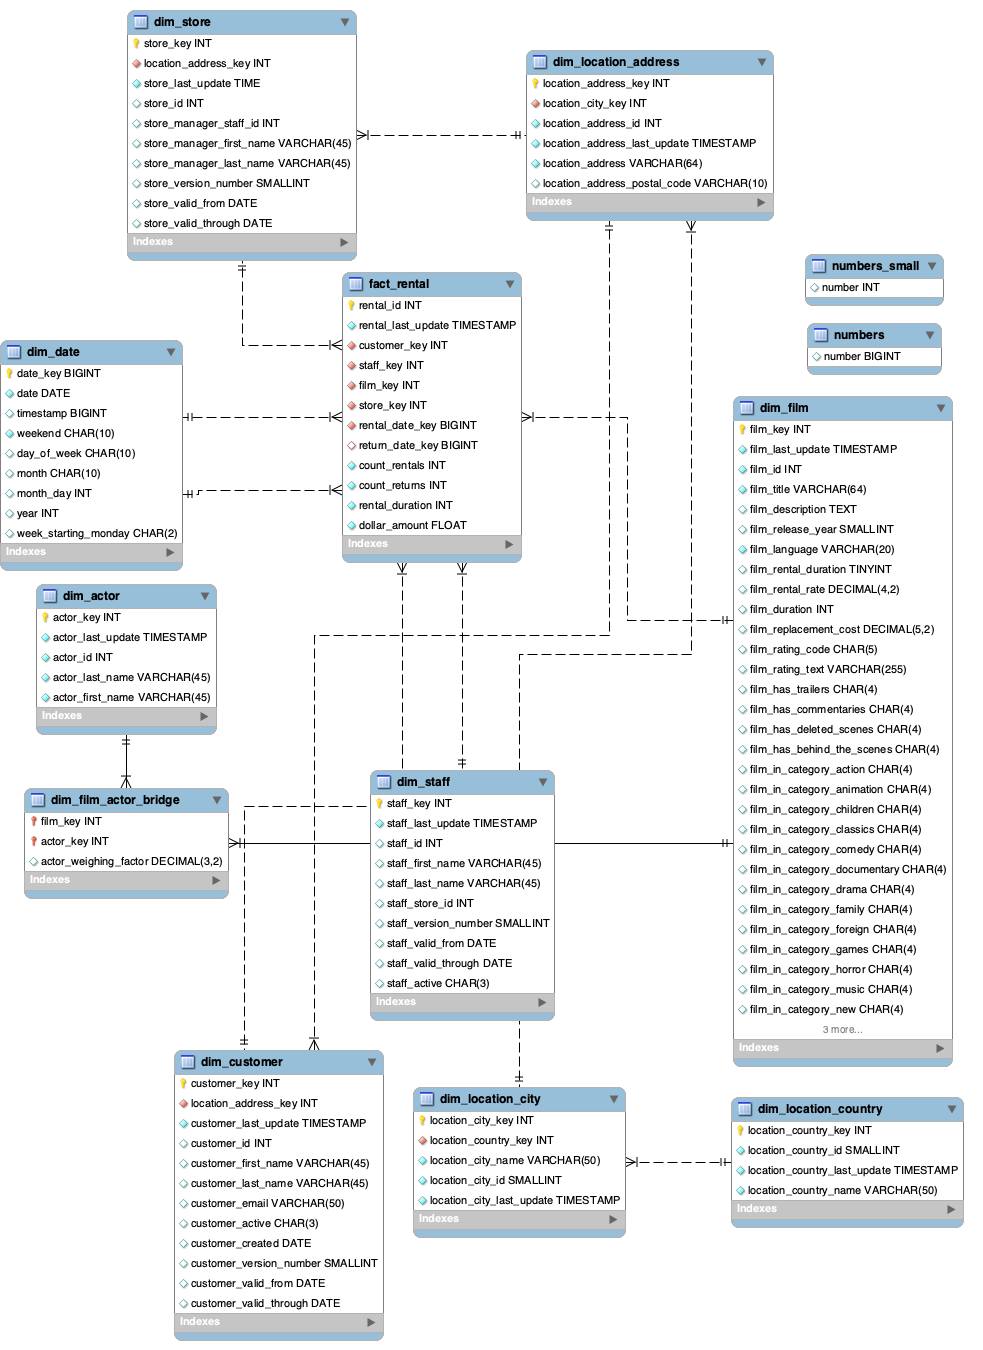 dim_store
store_key INT
location_address_key INT
store_last_update TIME
store_id INT
store_manager_staff_id INT
store_manager_first_name VARCHAR(45)
store_manager_last_name VARCHAR(45)
store_version_number SMALLINT
store_valid_from DATE
store_valid_through DATE
Indexes
dim_location_address
location_address_key INT
location_city_key INT
location_address_id INT
location_address_last_update TIMESTAMP
location_address VARCHAR(64)
location_address_postal_code VARCHAR(10)
Indexes
numbers_small
number INT
numbers
number BIGINT
fact_rental
rental_id INT
rental_last_update TIMESTAMP
customer_key INT
staff_key INT
film_key INT
store_key INT
rental_date_key BIGINT
return_date_key BIGINT
count_rentals INT
count_returns INT
rental_duration INT
dollar_amount FLOAT
Indexes
dim_date
date_key BIGINT
date DATE
timestamp BIGINT
weekend CHAR(10)
day_of_week CHAR(10)
month CHAR(10)
month_day INT
year INT
week_starting_monday CHAR(2)
Indexes
dim_film
film_key INT
film_last_update TIMESTAMP
film_id INT
film_title VARCHAR(64)
film_description TEXT
film_release_year SMALLINT
film_language VARCHAR(20)
film_rental_duration TINYINT
film_rental_rate DECIMAL(4,2)
film_duration INT
film_replacement_cost DECIMAL(5,2)
film_rating_code CHAR(5)
film_rating_text VARCHAR(255)
film_has_trailers CHAR(4)
film_has_commentaries CHAR(4)
film_has_deleted_scenes CHAR(4)
film_has_behind_the_scenes CHAR(4)
film_in_category_action CHAR(4)
film_in_category_animation CHAR(4)
film_in_category_children CHAR(4)
film_in_category_classics CHAR(4)
film_in_category_comedy CHAR(4)
film_in_category_documentary CHAR(4)
film_in_category_drama CHAR(4)
film_in_category_family CHAR(4)
film_in_category_foreign CHAR(4)
film_in_category_games CHAR(4)
film_in_category_horror CHAR(4)
film_in_category_music CHAR(4)
film_in_category_new CHAR(4)
3 more...
Indexes
dim_actor
actor_key INT
actor_last_update TIMESTAMP
actor_id INT
actor_last_name VARCHAR(45)
actor_first_name VARCHAR(45)
Indexes
dim_film_actor_bridge
film_key INT
actor_key INT
actor_weighing_factor DECIMAL(3,2)
Indexes
dim_staff
staff_key INT
staff_last_update TIMESTAMP
staff_id INT
staff_first_name VARCHAR(45)
staff_last_name VARCHAR(45)
staff_store_id INT
staff_version_number SMALLINT
staff_valid_from DATE
staff_valid_through DATE
staff_active CHAR(3)
Indexes
dim_customer
customer_key INT
location_address_key INT
customer_last_update TIMESTAMP
customer_id INT
customer_first_name VARCHAR(45)
customer_last_name VARCHAR(45)
customer_email VARCHAR(50)
customer_active CHAR(3)
customer_created DATE
customer_version_number SMALLINT
customer_valid_from DATE
customer_valid_through DATE
Indexes
dim_location_city
location_city_key INT
location_country_key INT
location_city_name VARCHAR(50)
location_city_id SMALLINT
location_city_last_update TIMESTAMP
Indexes
dim_location_country
location_country_key INT
location_country_id SMALLINT
location_country_last_update TIMESTAMP
location_country_name VARCHAR(50)
Indexes